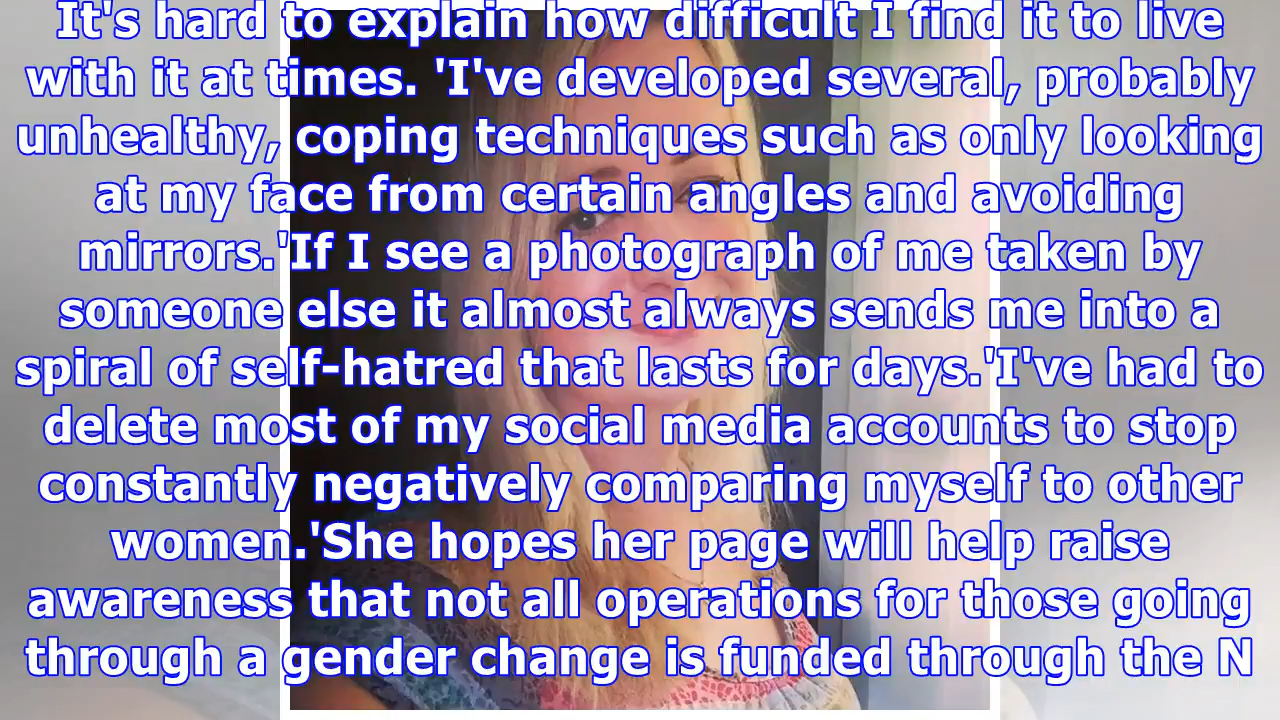 It's hard to explain how difficult I find it to live
with it at times. 'I've developed several, probably
unhealthy, coping techniques such as only looking
at my face from certain angles and avoiding
mirrors.'If I see a photograph of me taken by
someone else it almost always sends me into a
spiral of self-hatred that lasts for days.'I've had to
delete most of my social media accounts to stop
constantly negatively comparing myself to other
women.'She hopes her page will help raise
awareness that not all operations for those going
through a gender change is funded through the N